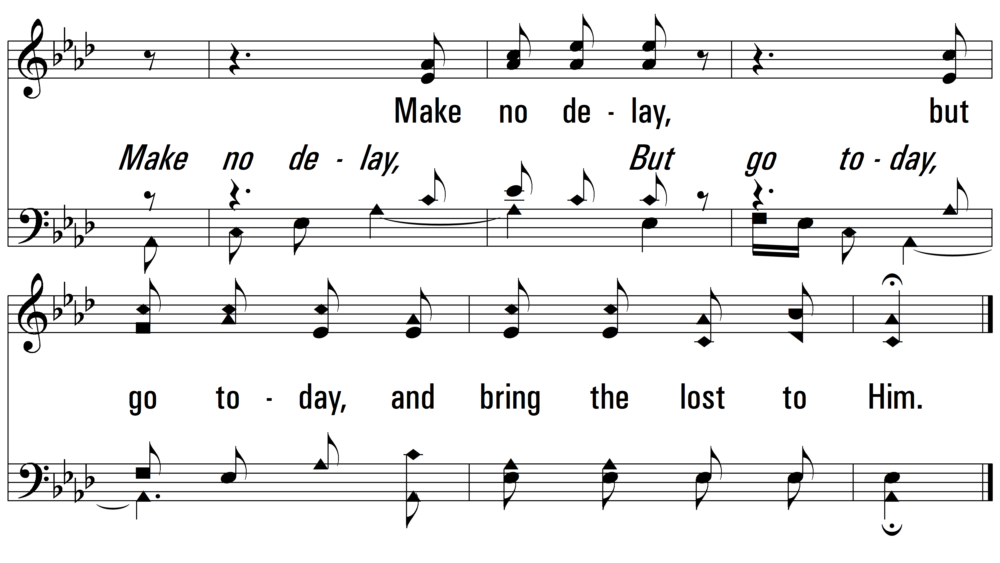 Make no de - lay, but
Make no de - lay, But go to - day,
go to - day, and bring the lost to Him.